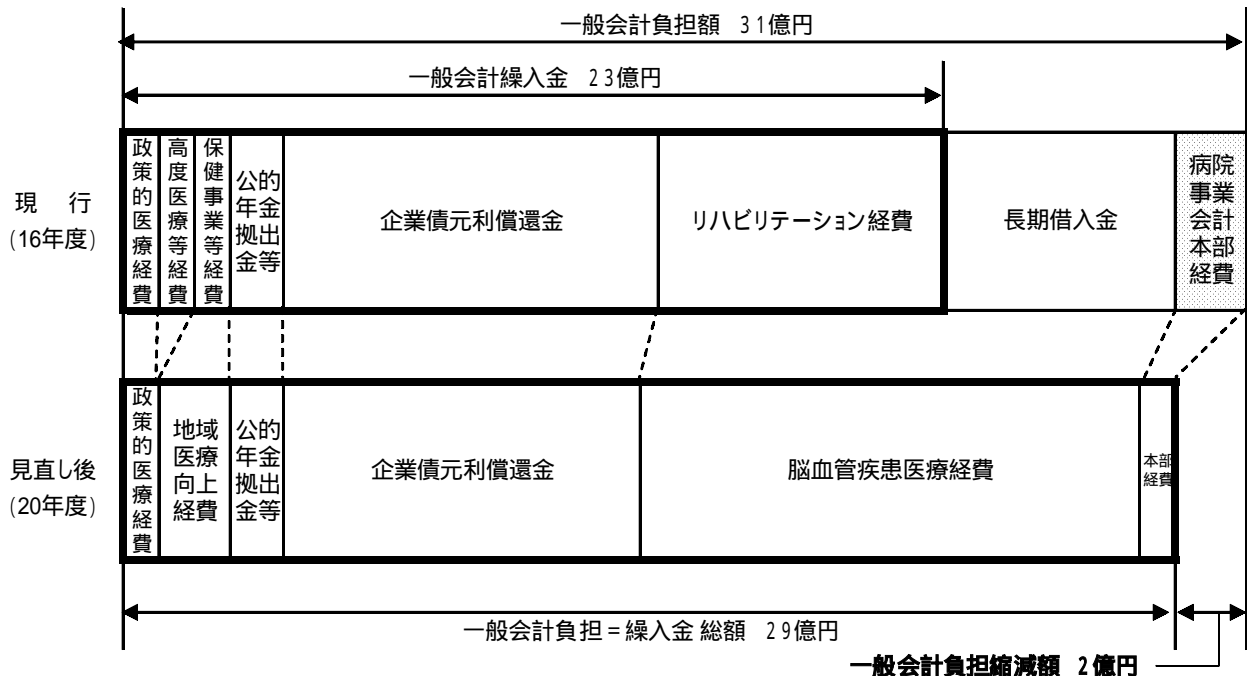 一般会計負担額 31億円
一般会計繰入金 23億円
現 行
(16年度)
政策的医療経費
高度医療等経費
保健事業等経費
公的
年金
拠出
金等
企業債元利償還金
リハビリテーション経費
長期借入金
病院
事業
会計
本部
経費
見直し後
(20年度)
政策的医療経費
地域
医療
向上
経費
公的
年金
拠出
金等
企業債元利償還金
脳血管疾患医療経費
本部
経費
一般会計負担=繰入金 総額 29億円
一般会計負担縮減額 2億円